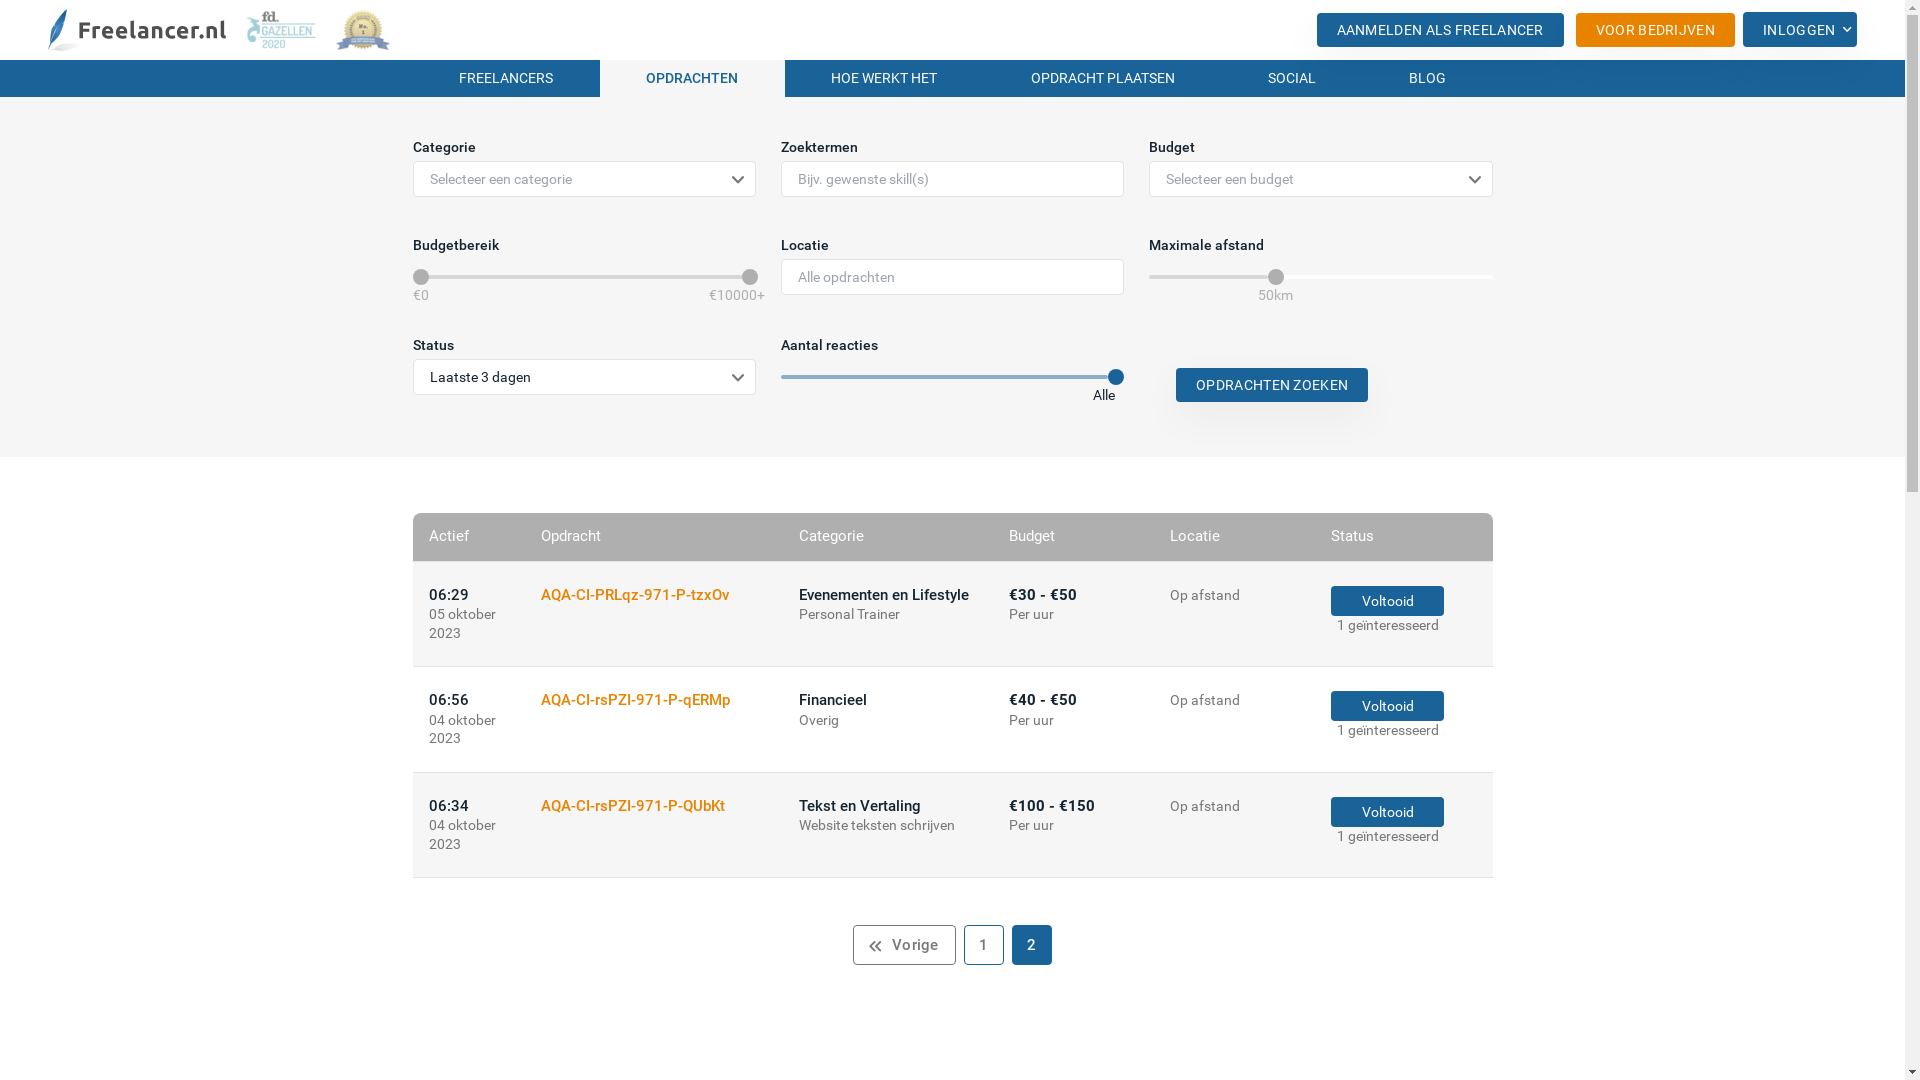 Freelancer.nl
fd.
GAZELLEN
2020
AANMELDEN ALS FREELANCER
VOOR BEDRIJVEN
INLOGGEN
FREELANCERS
OPDRACHTEN
HOE WERKT HET
OPDRACHT PLAATSEN
SOCIAL
BLOG
Categorie
Zoektermen
Budget
Selecteer een categorie
Bijv. gewenste skill(s)
Selecteer een budget
Budgetbereik
Locatie
Maximale afstand
Alle opdrachten
€0
€10000+
50km
Status
Aantal reacties
Laatste 3 dagen
Alle
OPDRACHTEN ZOEKEN
Actief
Opdracht
Categorie
Budget
Locatie
Status
06:29
05 oktober
2023
AQA-CI-PRLqz-971-P-tzxOv
Evenementen en Lifestyle
Personal Trainer
€30 - €50
Per uur
Op afstand
Voltooid
1 geïnteresseerd
06:56
04 oktober
2023
AQA-CI-rsPZI-971-P-qERMp
Financieel
Overig
€40 - €50
Per uur
Op afstand
Voltooid
1 geïnteresseerd
06:34
04 oktober
2023
AQA-CI-rsPZI-971-P-QUbKt
Tekst en Vertaling
Website teksten schrijven
€100 - €150
Per uur
Op afstand
Voltooid
1 geïnteresseerd
Vorige
1
2